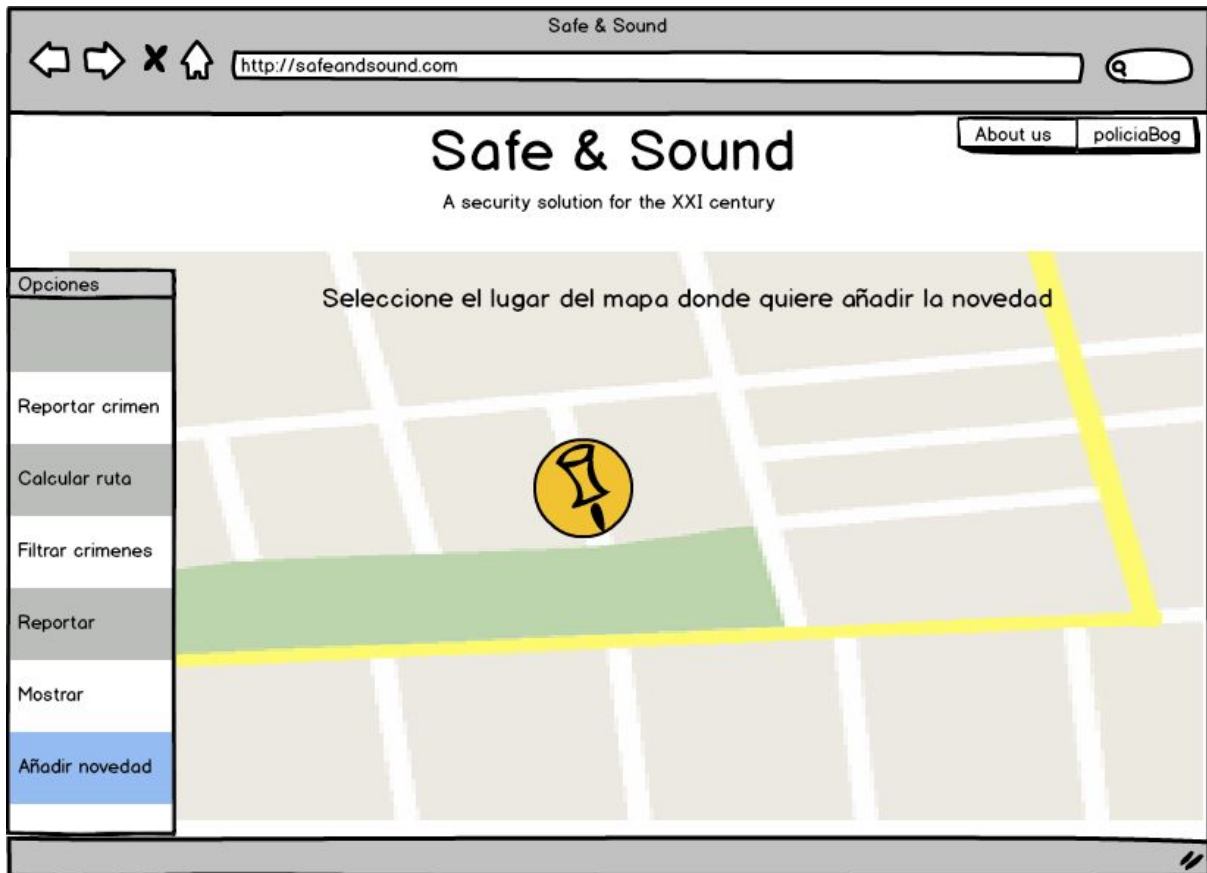 Safe & Sound
http://safeandsound.com
About us
policiaBog
Safe & Sound
A security solution for the XXI century
Opciones
Seleccione el lugar del mapa donde quiere añadir la novedad
Reportar crimen
Calcular ruta
Filtrar crimenes
Reportar
Mostrar
Añadir novedad